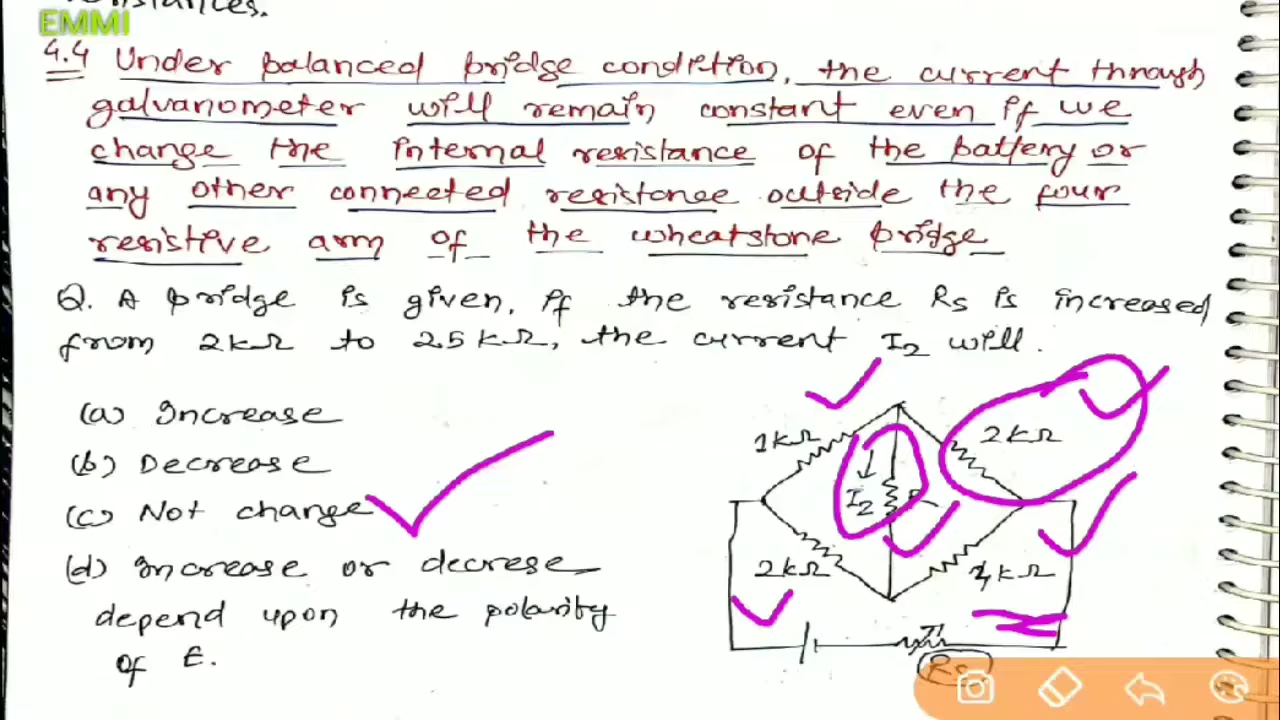 EMMI
4.4 Under balanced bridge condition, the current through
galvanometer will remain constant even if we
change the internal resistance of the battery or
any other connected resistance outside the four
resistive arm of the wheatstone bridge
Q. A bridge is given, if the resistance Rs is increased
from 2kΩ to 25kΩ, the current I2 will.
(a) Increase
(b) Decrease
(c) Not change
(d) Increase or decrese
depend upon the polarity
of E.
1kΩ
2kΩ
I2
2kΩ
4kΩ
Rs